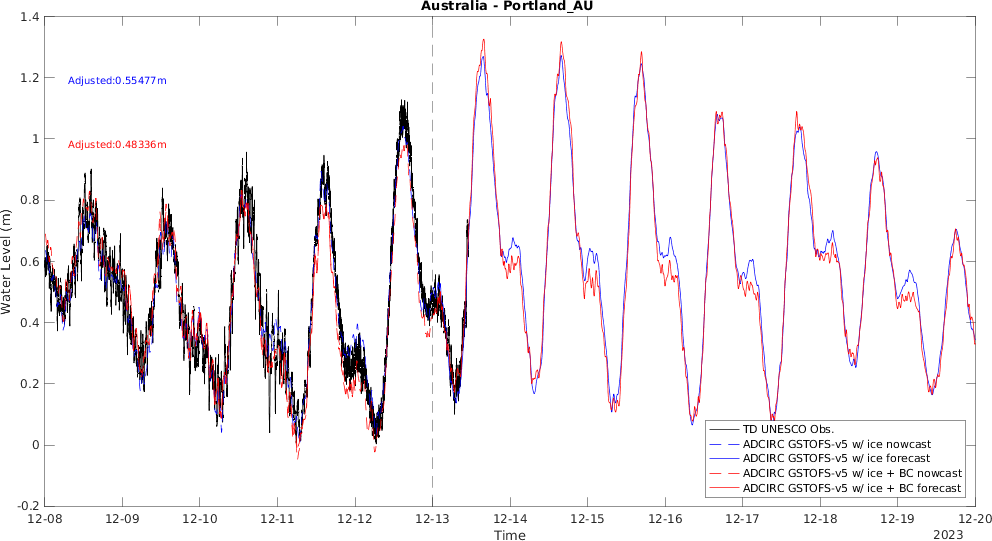 Australia - Portland_AU
1.4
1.2
1
0.8
0.6
0.4
0.2
0
-0.2
Water Level (m)
Adjusted:0.55477m
Adjusted:0.48336m
TD UNESCO Obs.
ADCIRC GSTOFS-v5 w/ ice nowcast
ADCIRC GSTOFS-v5 w/ ice forecast
ADCIRC GSTOFS-v5 w/ ice + BC nowcast
ADCIRC GSTOFS-v5 w/ ice + BC forecast
12-08 12-09 12-10 12-11 12-12 12-13 12-14 12-15 12-16 12-17 12-18 12-19 12-20
Time
2023